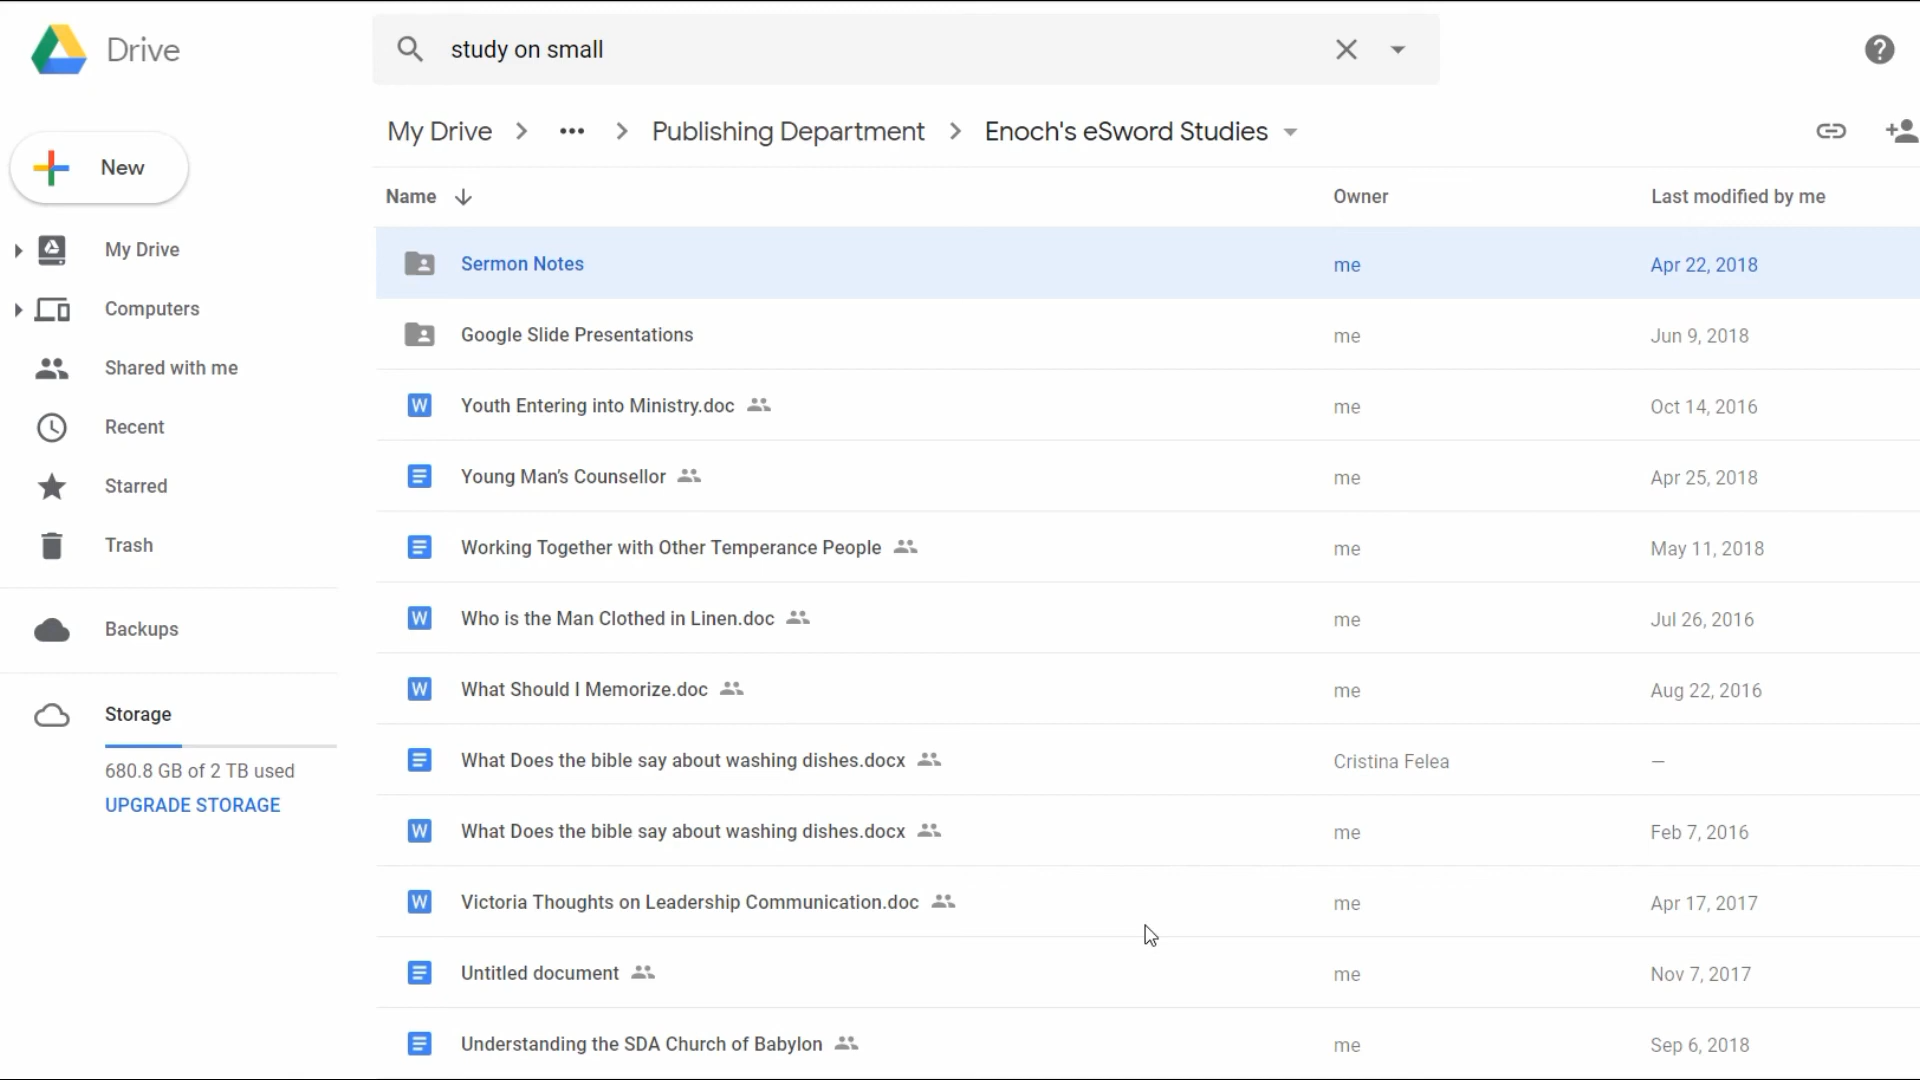 Drive
study on small
My Drive > ... > Publishing Department > Enoch's eSword Studies
New
Name Owner Last modified by me
My Drive
Computers
Shared with me
Recent
Starred
Trash
Backups
Storage
680.8 GB of 2 TB used
UPGRADE STORAGE
Sermon Notes me Apr 22, 2018
Google Slide Presentations me Jun 9, 2018
W Youth Entering into Ministry.doc me Oct 14, 2016
Young Man's Counsellor me Apr 25, 2018
Working Together with Other Temperance People me May 11, 2018
W Who is the Man Clothed in Linen.doc me Jul 26, 2016
W What Should I Memorize.doc me Aug 22, 2016
What Does the bible say about washing dishes.docx Cristina Felea —
W What Does the bible say about washing dishes.docx me Feb 7, 2016
W Victoria Thoughts on Leadership Communication.doc me Apr 17, 2017
Untitled document me Nov 7, 2017
Understanding the SDA Church of Babylon me Sep 6, 2018